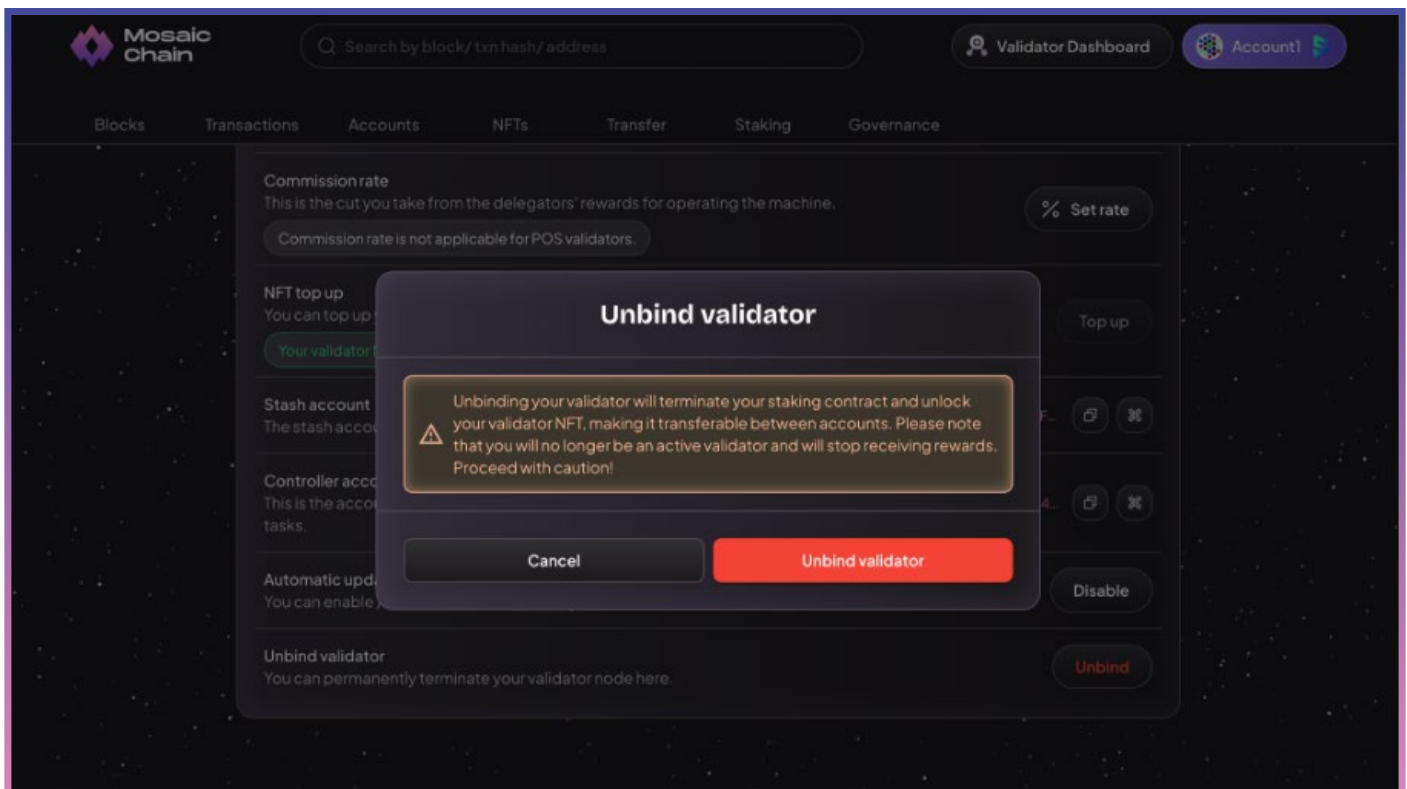 Mosaic
Chain
Search by block/ txn hash/ address
Validator Dashboard
Account1
Blocks
Transactions
Accounts
NFTs
Transfer
Staking
Governance
Commission rate
This is the cut you take from the delegators' rewards for operating the machine.
Commission rate is not applicable for POS validators.
% Set rate
NFT top up
You can top up
Your validator
Top up
Unbind validator
Unbinding your validator will terminate your staking contract and unlock
your validator NFT, making it transferable between accounts. Please note
that you will no longer be an active validator and will stop receiving rewards.
Proceed with caution!
Cancel
Unbind validator
Stash account
The stash accou
F...
Controller acco
This is the accou
tasks.
4...
Automatic upda
You can enable
Disable
Unbind validator
You can permanently terminate your validator node here.
Unbind